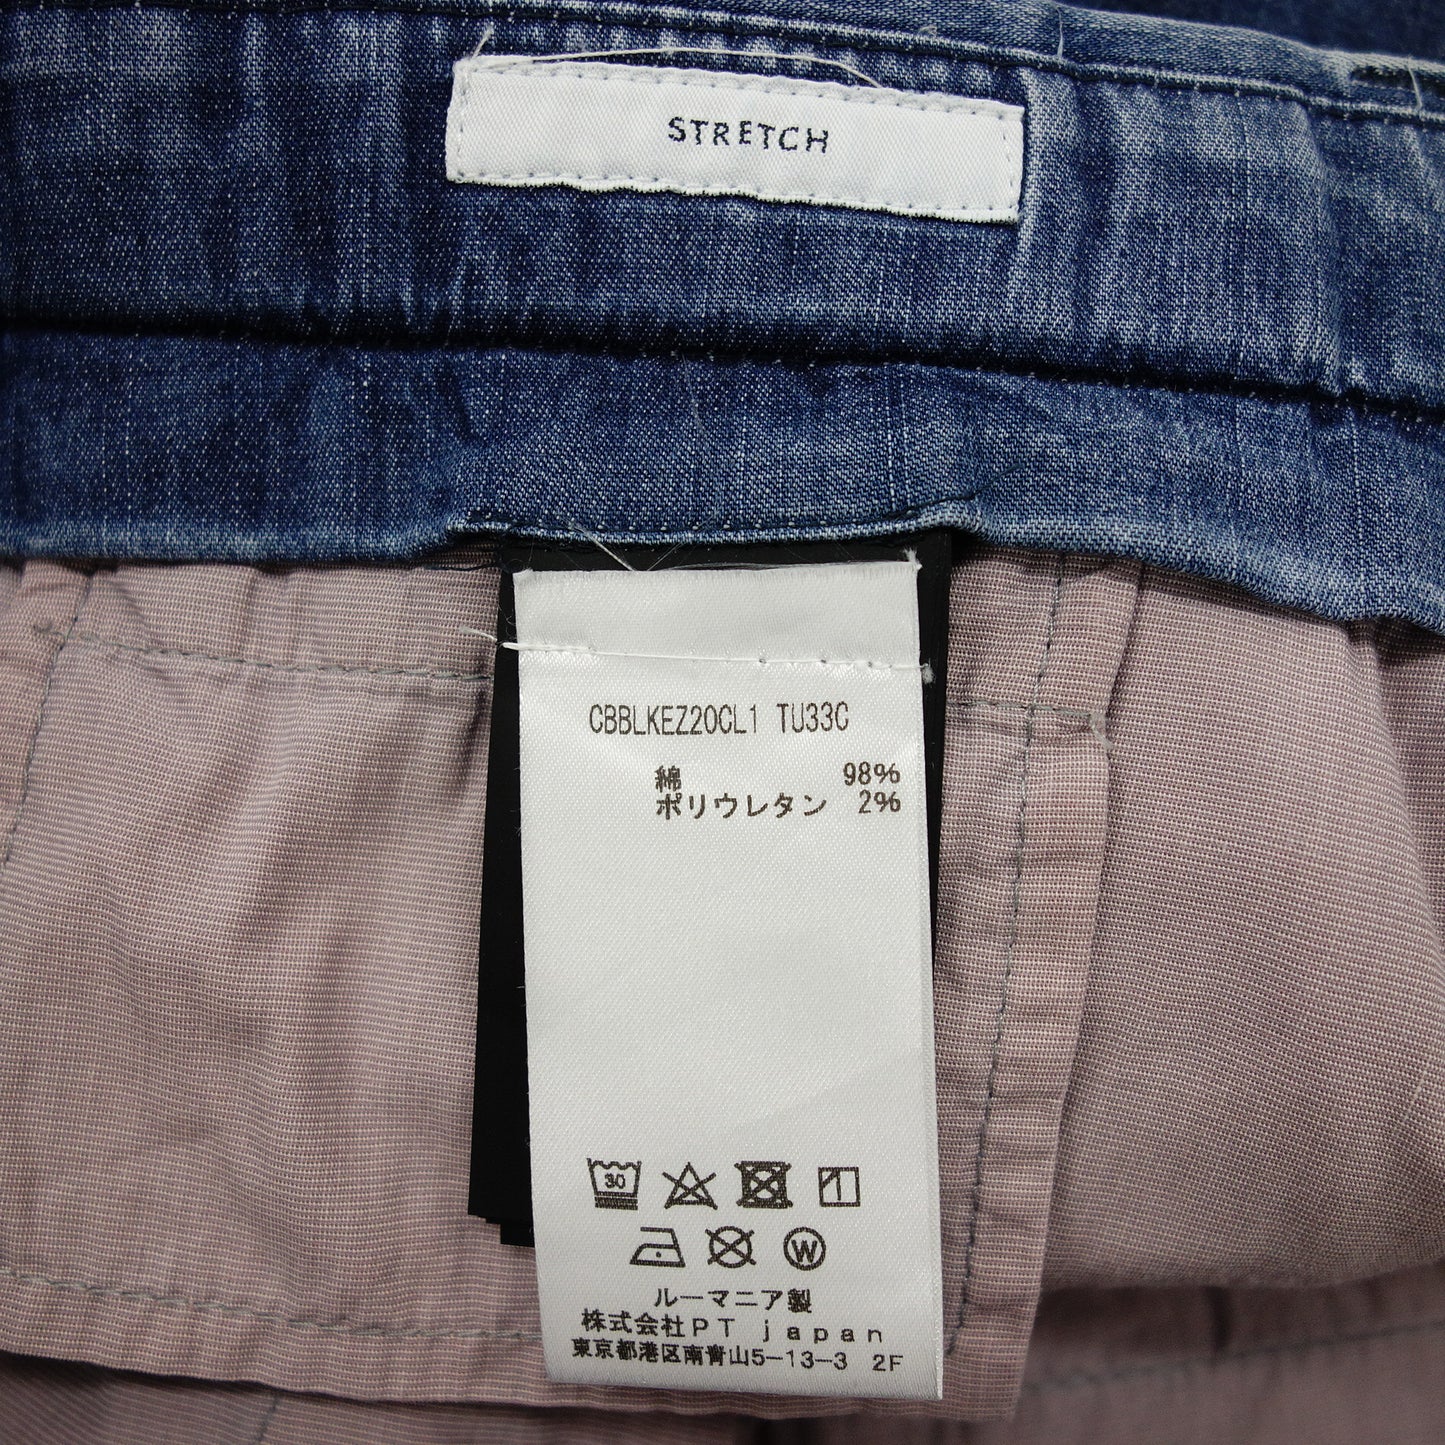 STRETCH
CBBLKEZ20CL1 TU33C
綿 98%
ポリウレタン 2%
30
W
ルーマニア製
株式会社PT japan
東京都港区南青山5-13-3 2F